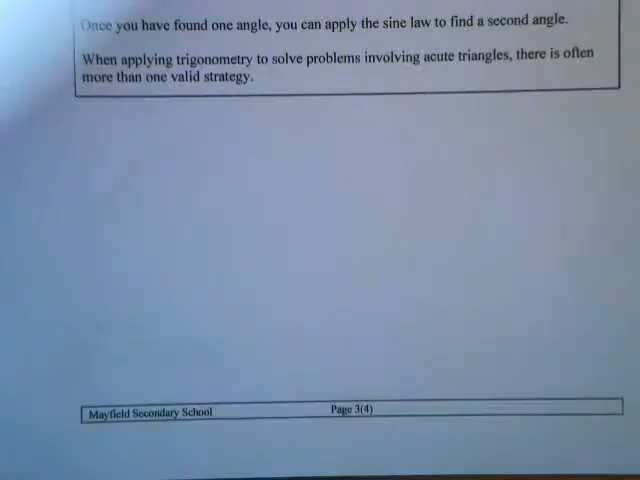 Once you have found one angle, you can apply the sine law to find a second angle.
When applying trigonometry to solve problems involving acute triangles, there is often
more than one valid strategy.
Mayfield Secondary School Page 3(4)